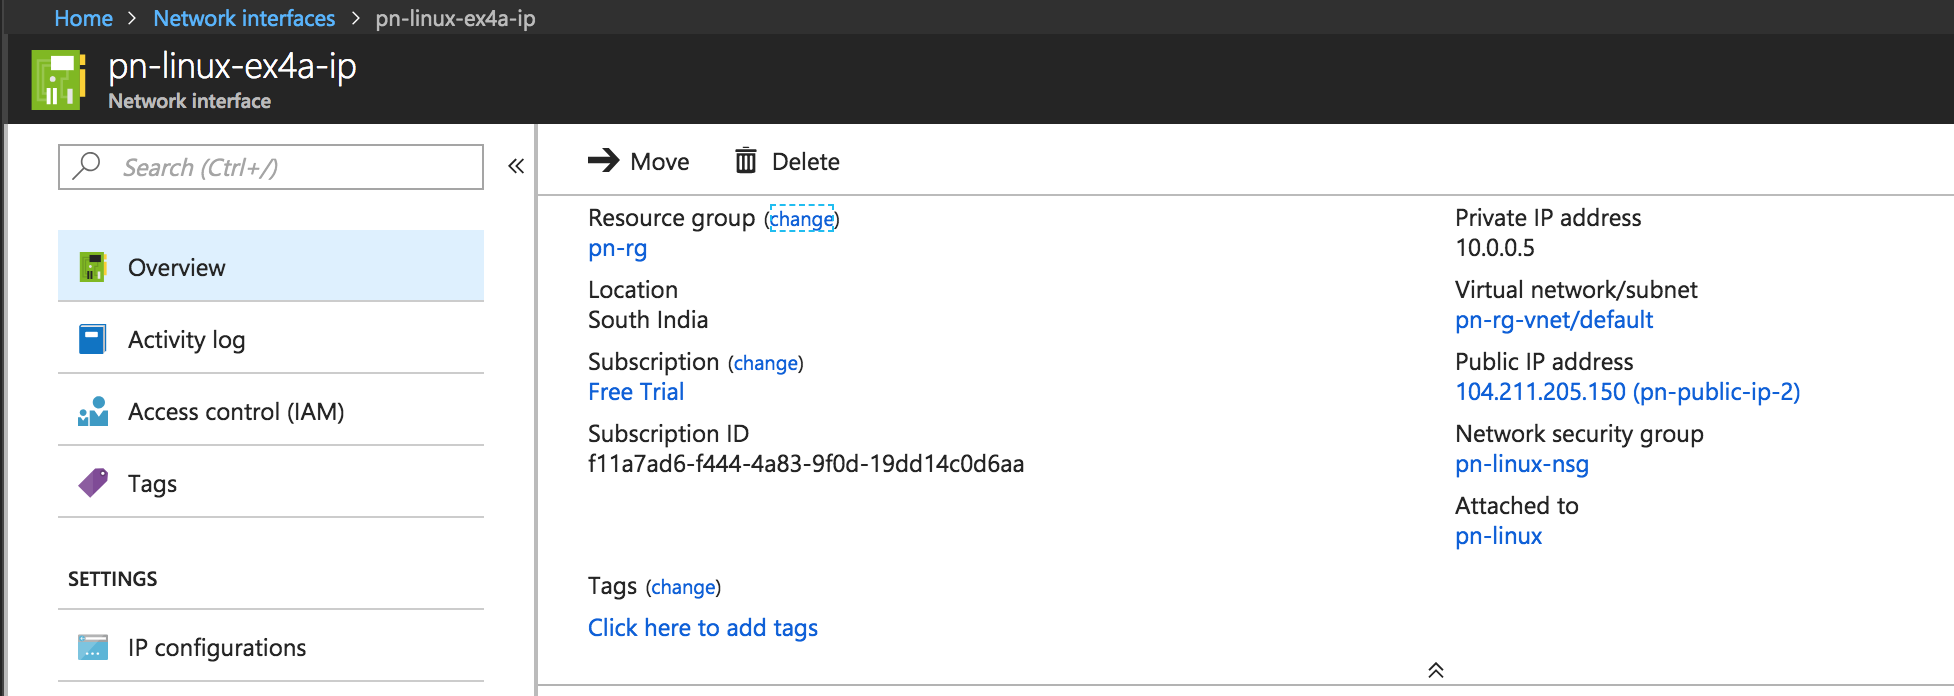 Home > Network interfaces > pn-linux-ex4a-ip
pn-linux-ex4a-ip
Network interface
Search (Ctrl+/)
«
Overview
Activity log
Access control (IAM)
Tags
SETTINGS
IP configurations
Move Delete
Resource group (change)
pn-rg
Location
South India
Subscription (change)
Free Trial
Subscription ID
f11a7ad6-f444-4a83-9f0d-19dd14c0d6aa
Private IP address
10.0.0.5
Virtual network/subnet
pn-rg-vnet/default
Public IP address
104.211.205.150 (pn-public-ip-2)
Network security group
pn-linux-nsg
Attached to
pn-linux
Tags (change)
Click here to add tags